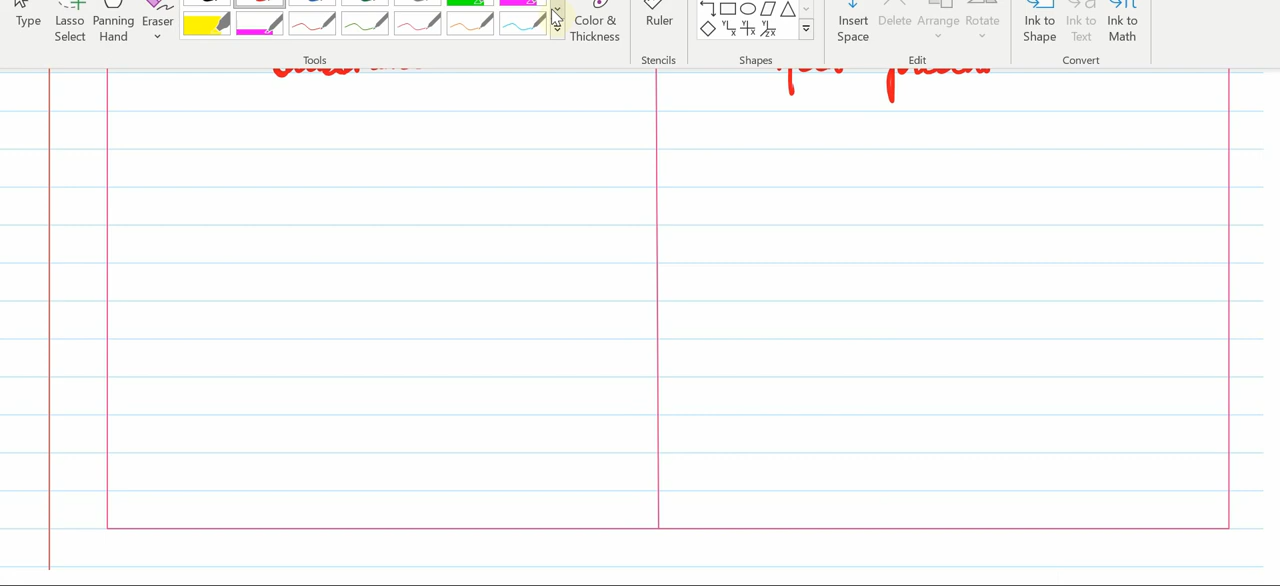 Type
Lasso
Select
Panning
Hand
Eraser
Color &
Thickness
Ruler
Insert
Space
Delete
Arrange
Rotate
Ink to
Shape
Ink to
Text
Ink to
Math
Tools
Stencils
Shapes
Edit
Convert